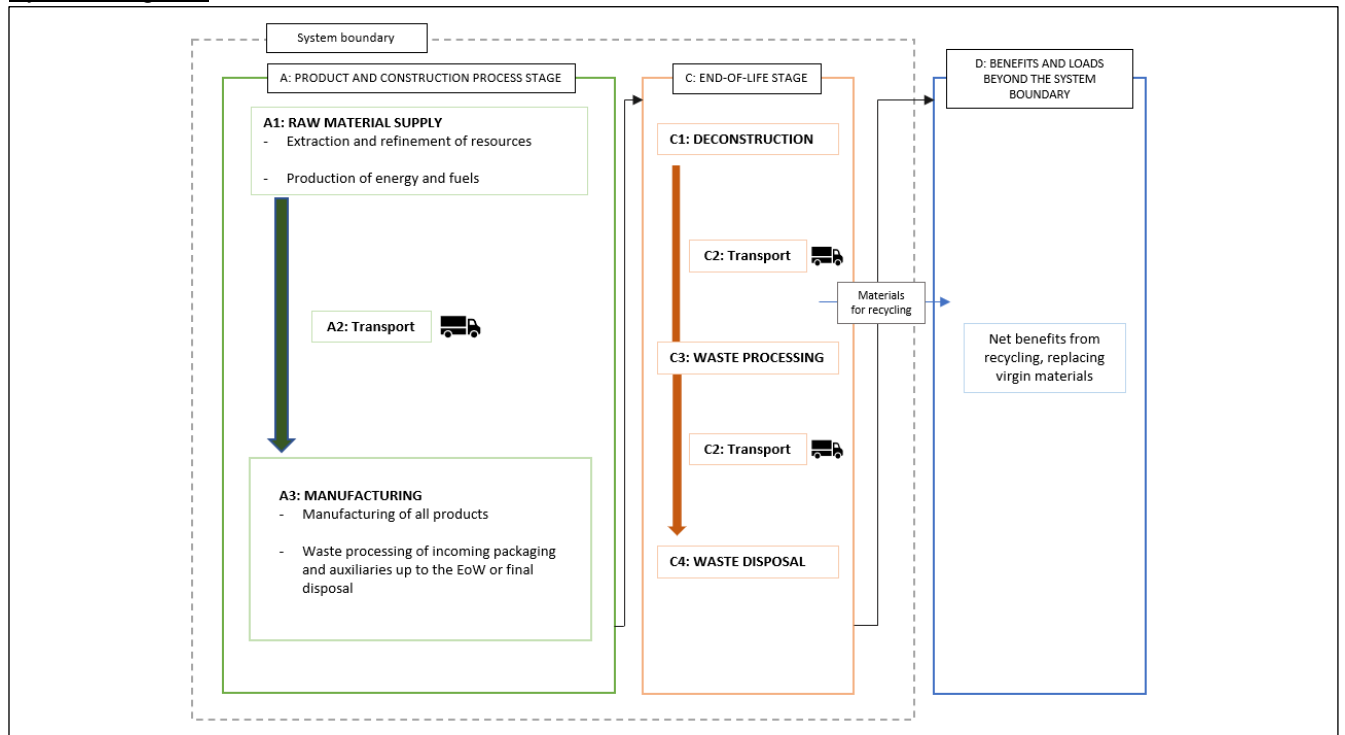 System boundary
A: PRODUCT AND CONSTRUCTION PROCESS STAGE
A1: RAW MATERIAL SUPPLY
- Extraction and refinement of resources
- Production of energy and fuels
A2: Transport
A3: MANUFACTURING
- Manufacturing of all products
- Waste processing of incoming packaging
and auxiliaries up to the EoW or final
disposal
C: END-OF-LIFE STAGE
C1: DECONSTRUCTION
C2: Transport
C3: WASTE PROCESSING
C2: Transport
C4: WASTE DISPOSAL
Materials
for recycling
D: BENEFITS AND LOADS
BEYOND THE SYSTEM
BOUNDARY
Net benefits from
recycling, replacing
virgin materials